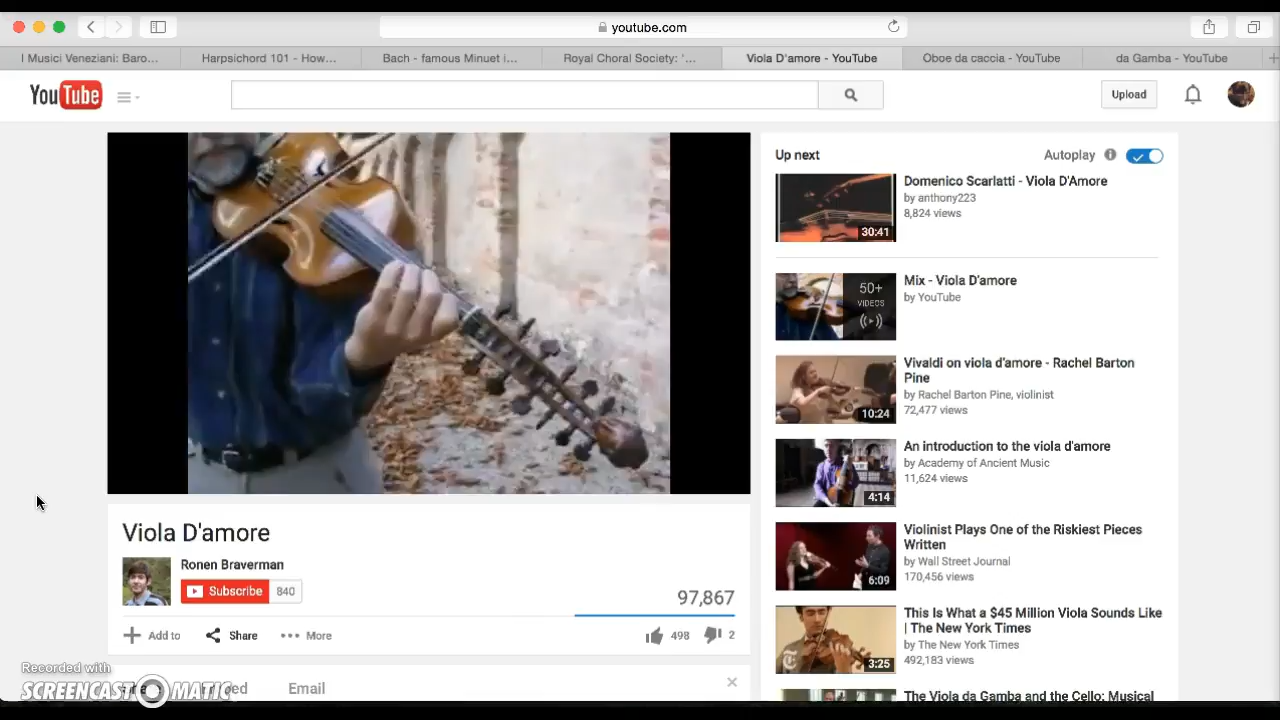 youtube.com
I Musici Veneziani: Baro...
Harpsichord 101 - How...
Bach - famous Minuet i...
Royal Choral Society: '...
Viola D'amore - YouTube
Oboe da caccia - YouTube
da Gamba - YouTube
YouTube
Upload
Up next
Autoplay
Domenico Scarlatti - Viola D'Amore
by anthony223
8,824 views
30:41
Mix - Viola D'amore
by YouTube
50+
VIDEOS
Vivaldi on viola d'amore - Rachel Barton
Pine
by Rachel Barton Pine, violinist
72,477 views
10:24
An introduction to the viola d'amore
by Academy of Ancient Music
11,624 views
4:14
Violinist Plays One of the Riskiest Pieces
Written
by Wall Street Journal
170,456 views
6:09
This Is What a $45 Million Viola Sounds Like
| The New York Times
by The New York Times
492,183 views
3:25
The Viola da Gamba and the Cello: Musical
Viola D'amore
Ronen Braverman
Subscribe 840
97,867
Add to Share More
498 2
Email
Recorded with
SCREENCAST-O-MATIC